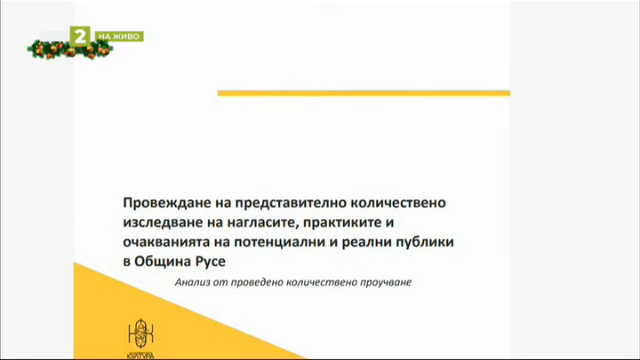 2 НА ЖИВО
Провеждане на представително количествено
изследване на нагласите, практиките и
очакванията на потенциални и реални публики
в Община Русе
Анализ от проведено количествено проучване